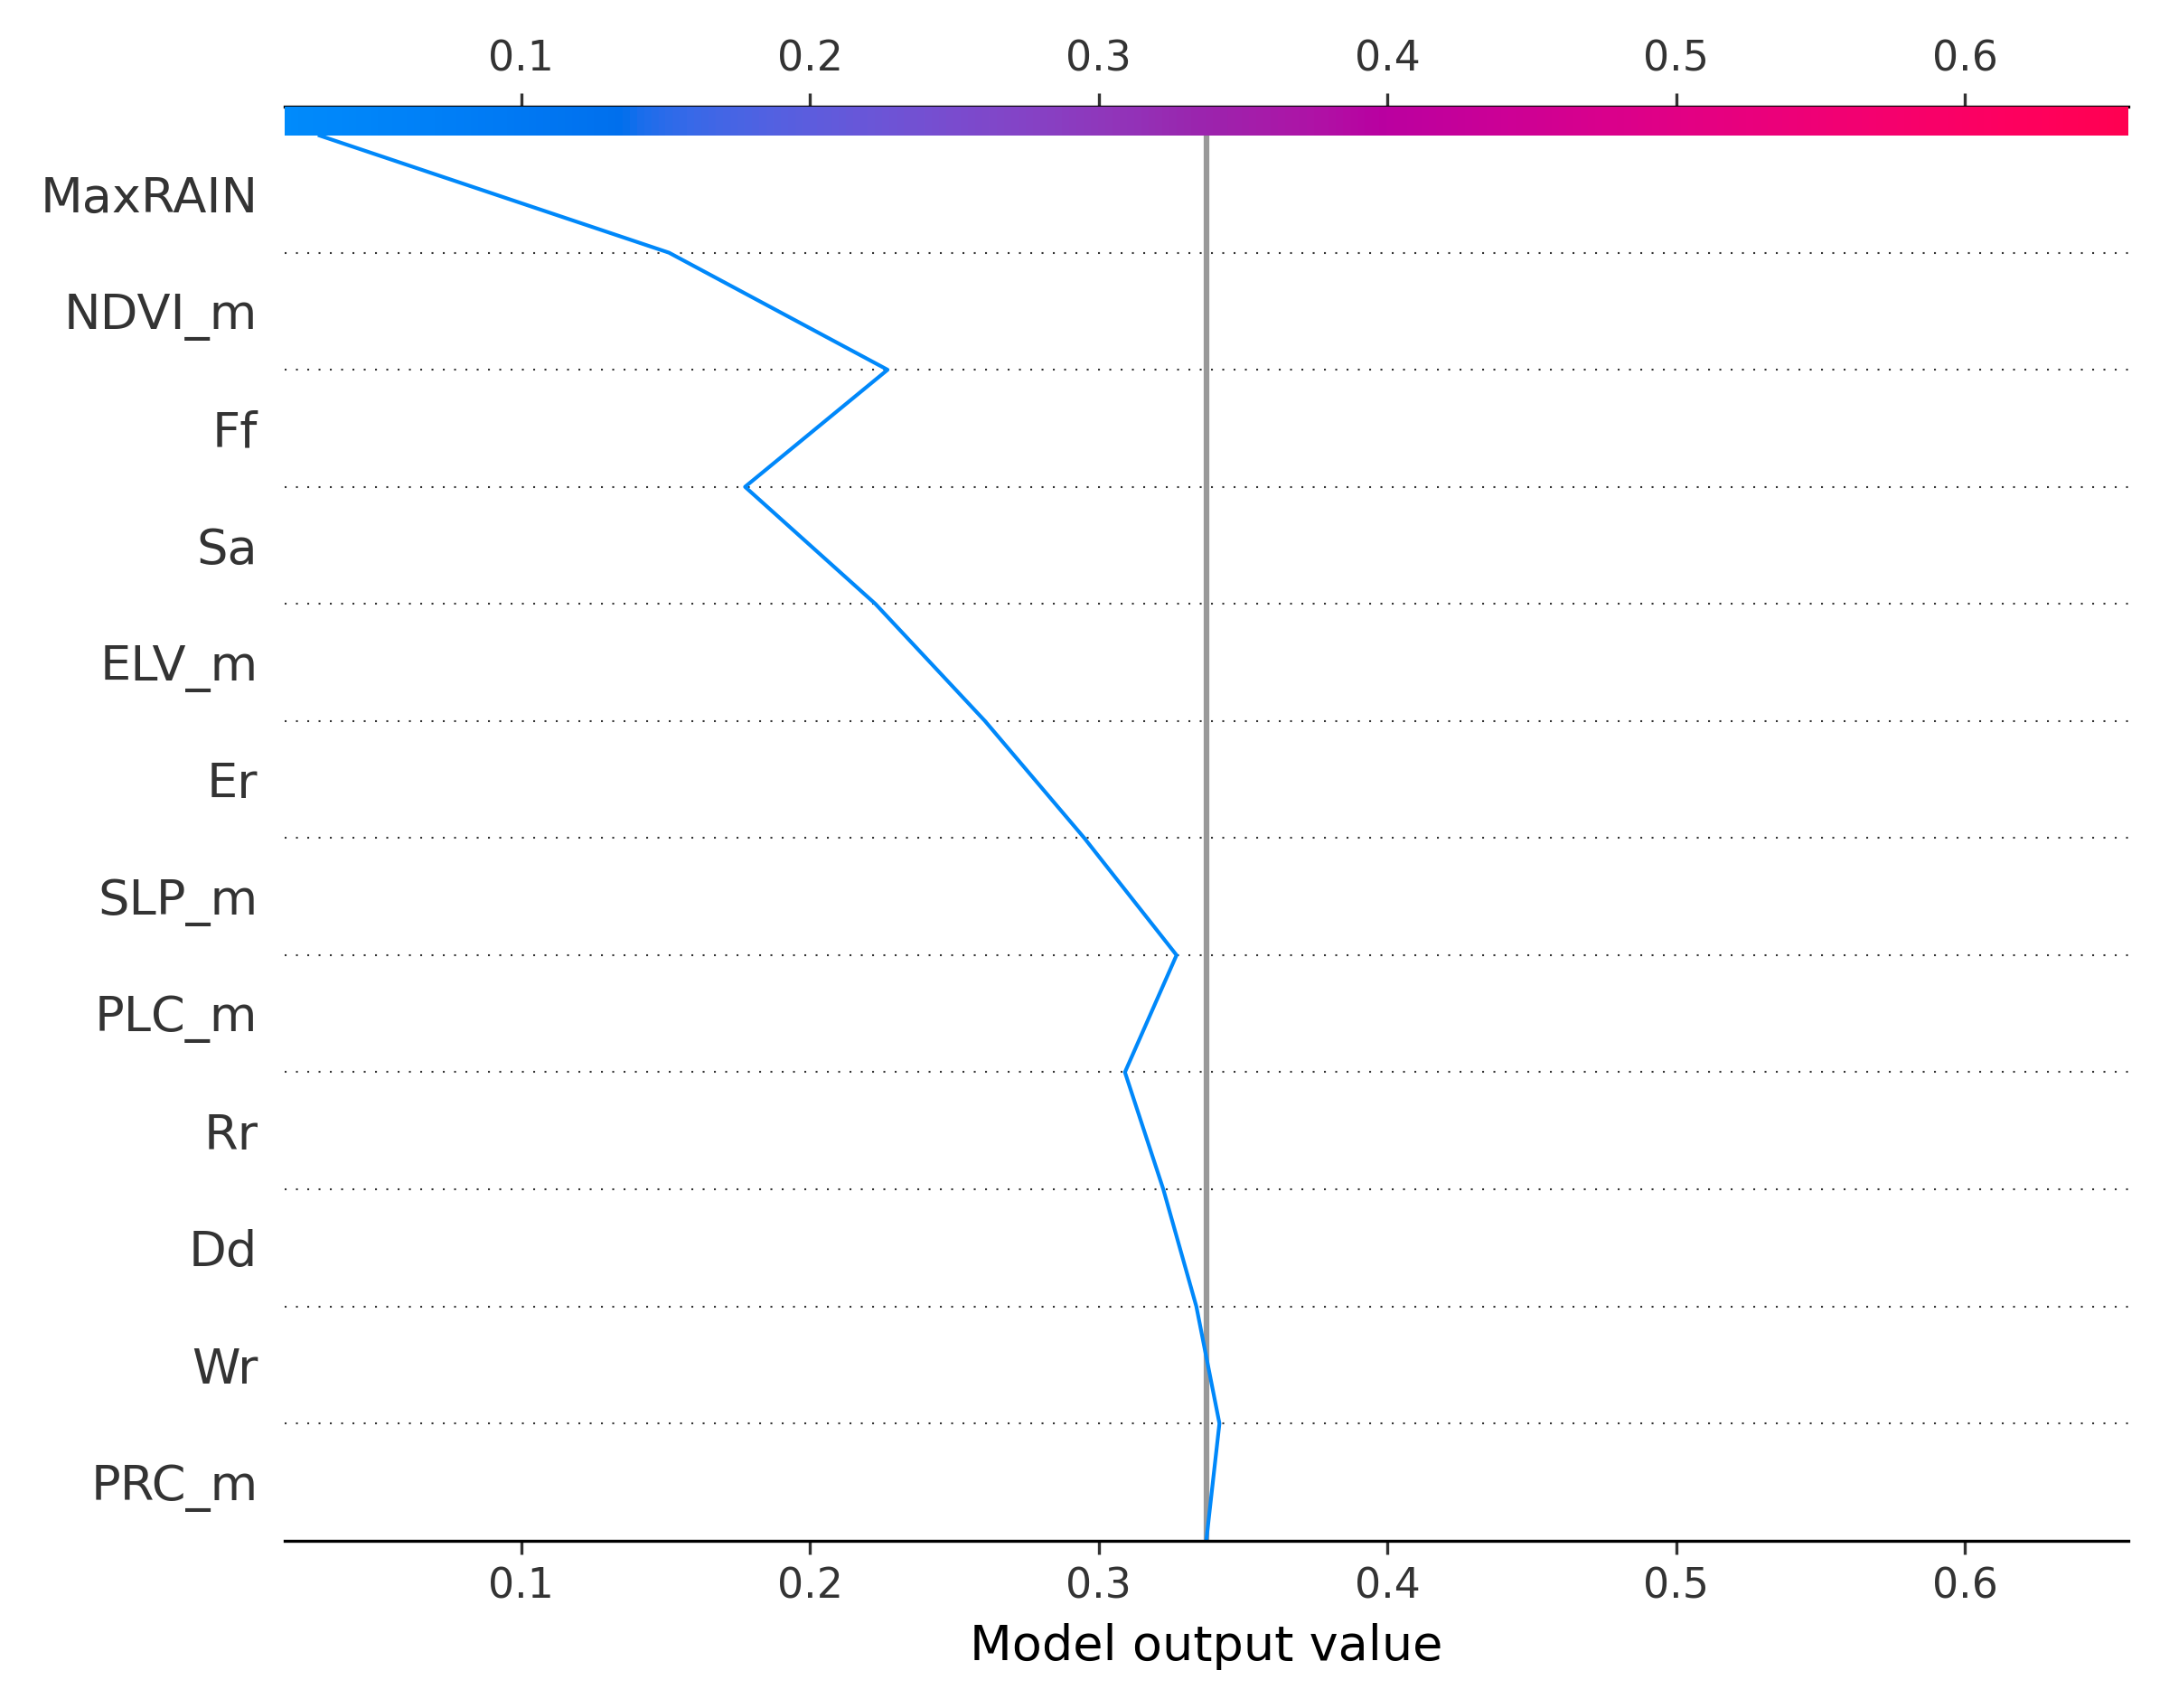 0.1 0.2 0.3 0.4 0.5 0.6
MaxRAIN
NDVI_m
Ff
Sa
ELV_m
Er
SLP_m
PLC_m
Rr
Dd
Wr
PRC_m
0.1 0.2 0.3 0.4 0.5 0.6
Model output value